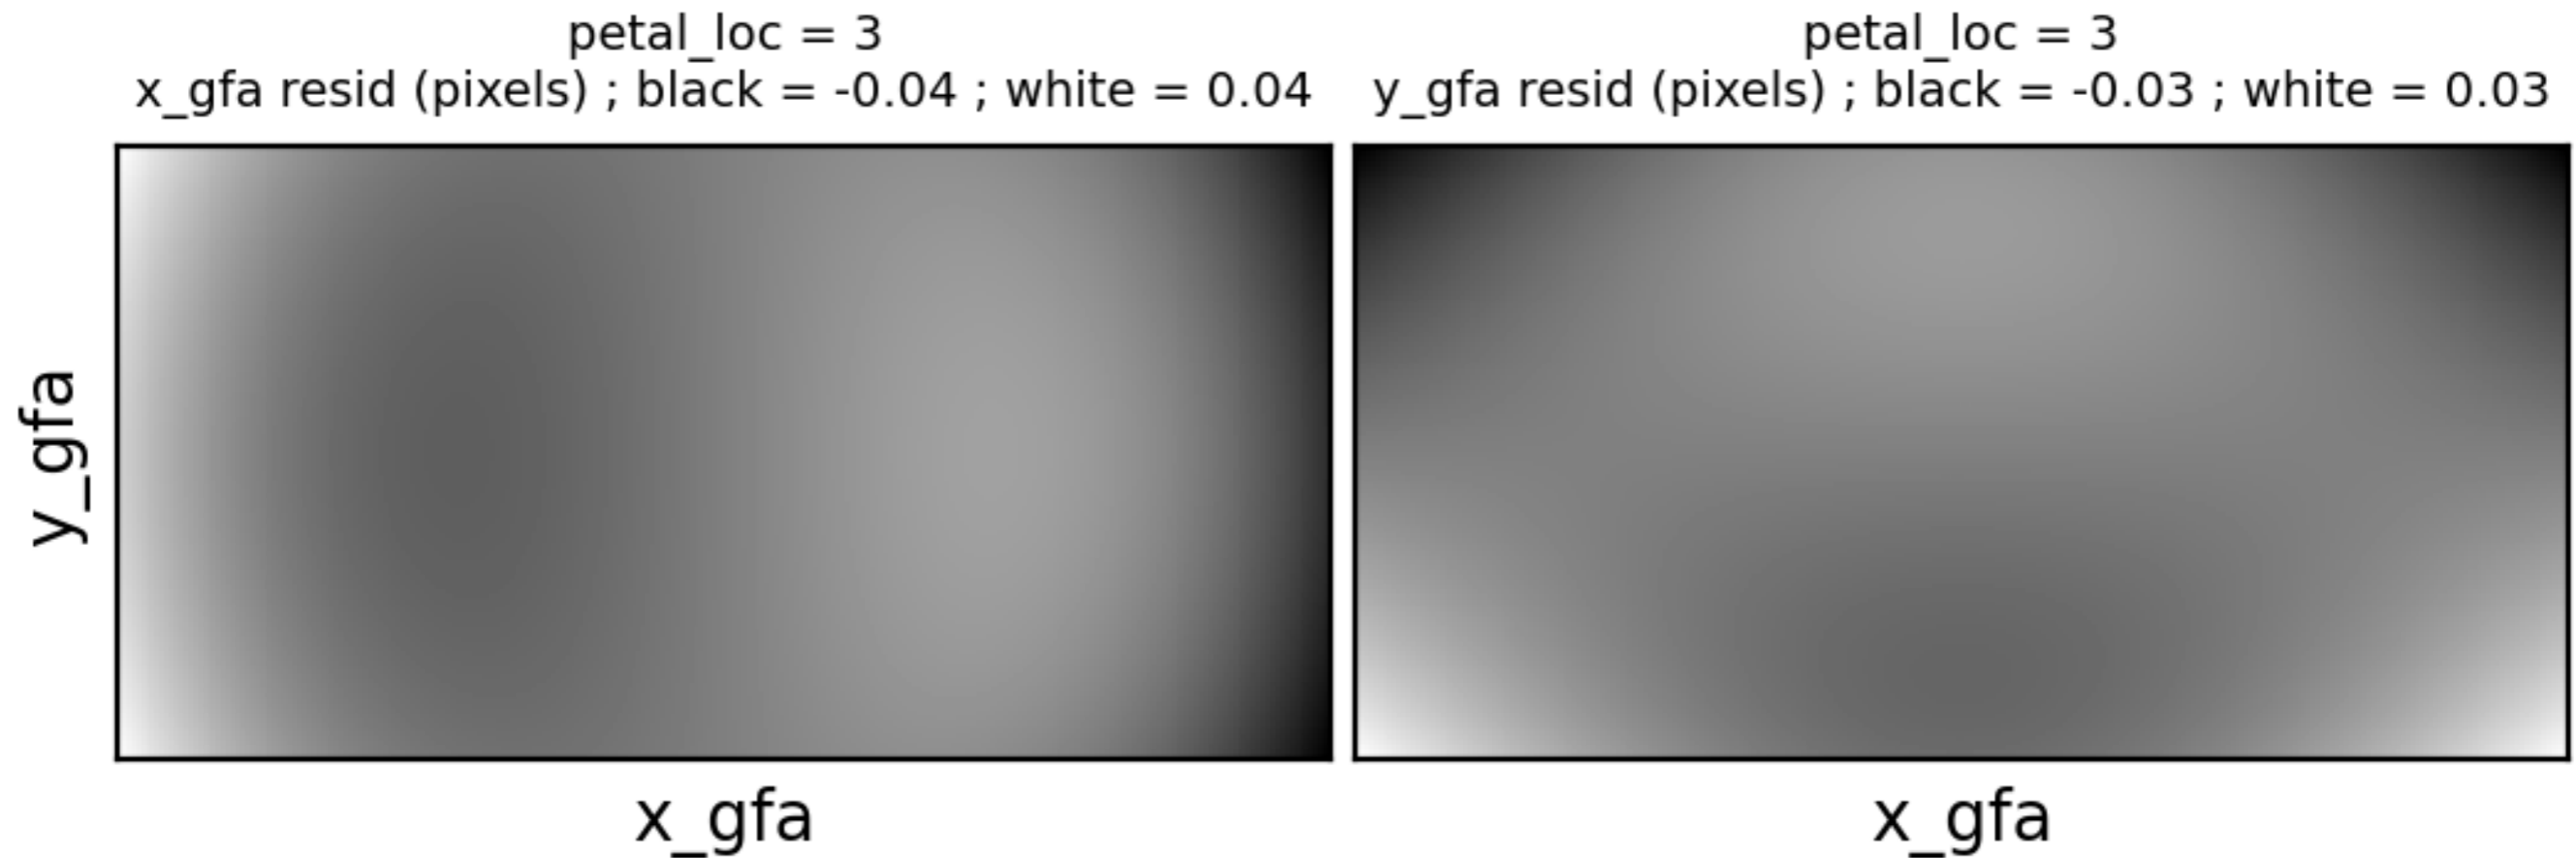 petal_loc = 3
x_gfa resid (pixels) ; black = -0.04 ; white = 0.04
petal_loc = 3
y_gfa resid (pixels) ; black = -0.03 ; white = 0.03
y_gfa
x_gfa
x_gfa